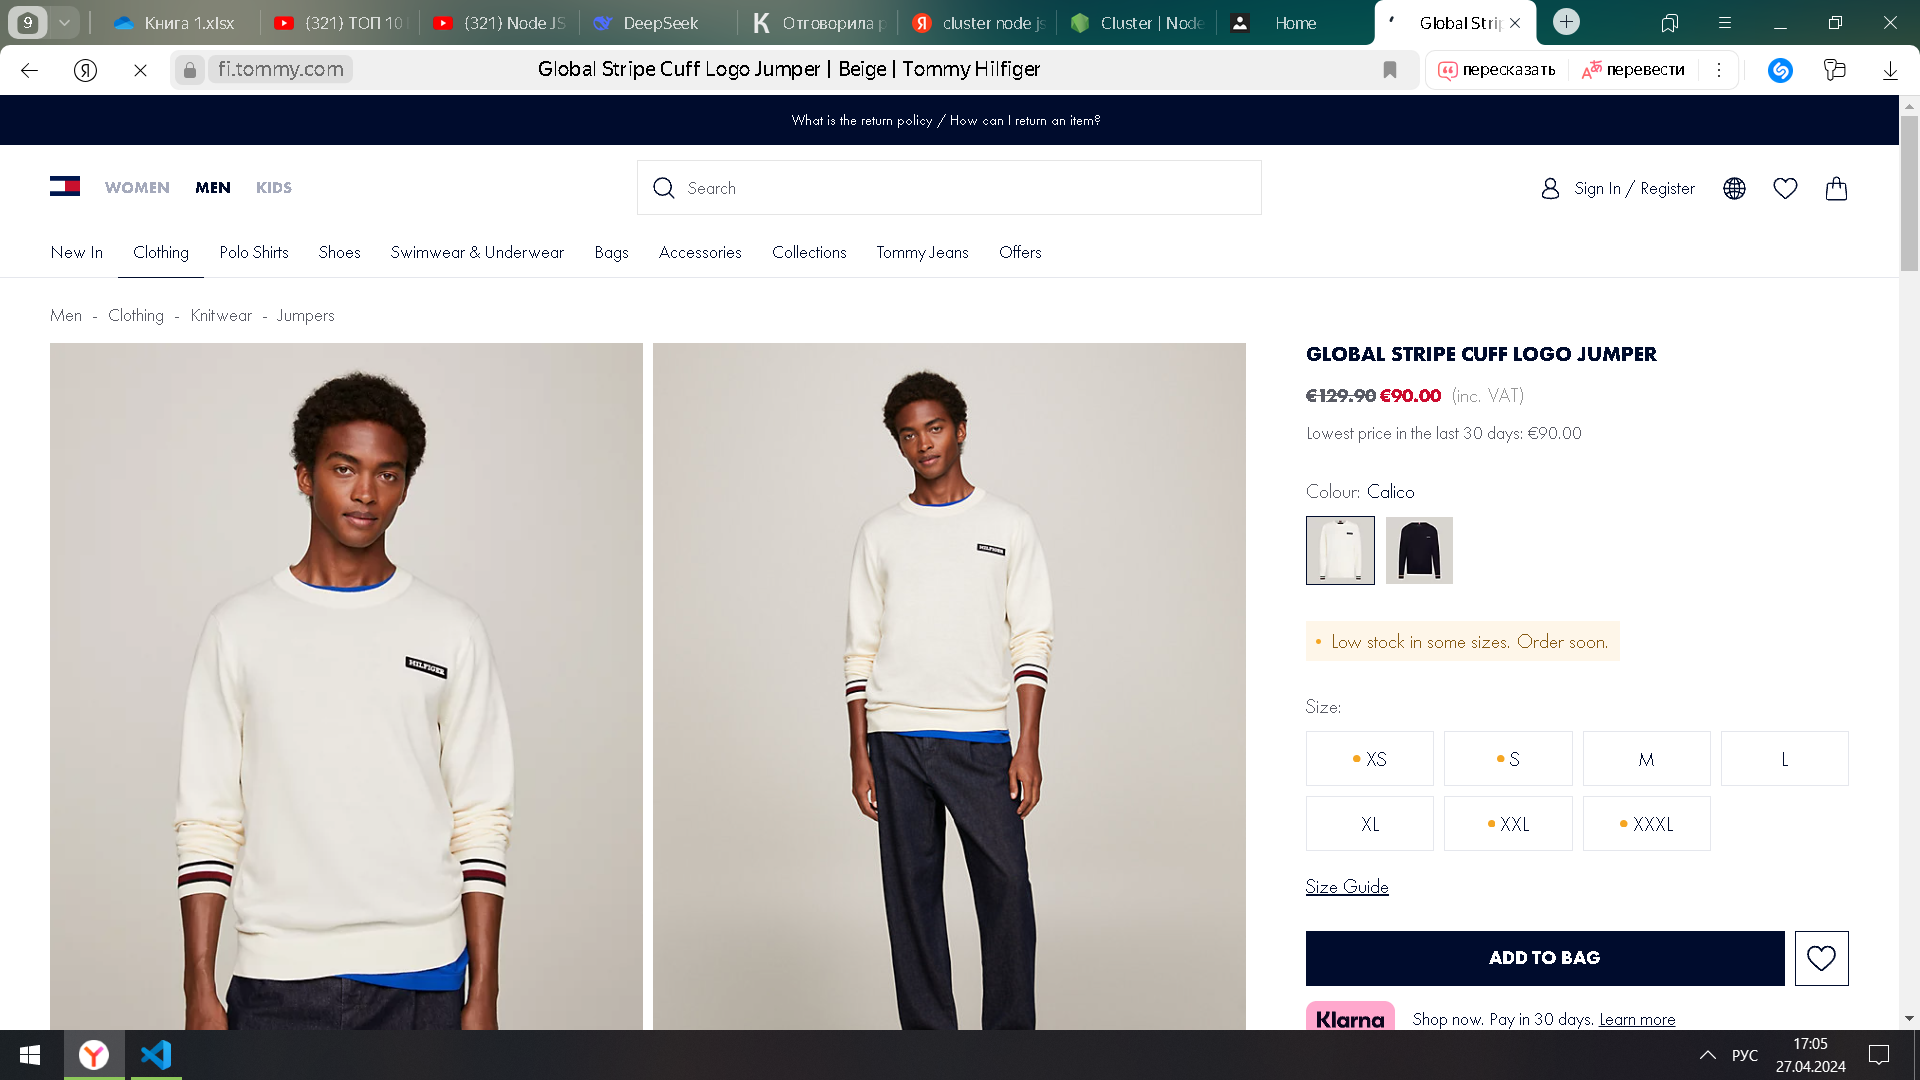 9
Книга 1.xlsx
(321) ТОП 10
(321) Node JS
DeepSeek
Отговорила р
cluster node js
Cluster | Node
Home
Global Strip
fi.tommy.com
Global Stripe Cuff Logo Jumper | Beige | Tommy Hilfiger
пересказать
перевести
What is the return policy / How can I return an item?
WOMEN
MEN
KIDS
Search
Sign In / Register
New In
Clothing
Polo Shirts
Shoes
Swimwear & Underwear
Bags
Accessories
Collections
Tommy Jeans
Offers
Men - Clothing - Knitwear - Jumpers
HILFIGER
HILFIGER
GLOBAL STRIPE CUFF LOGO JUMPER
€129.90 €90.00 (inc. VAT)
Lowest price in the last 30 days: €90.00
Colour: Calico
• Low stock in some sizes. Order soon.
Size:
• XS
• S
M
L
XL
• XXL
• XXXL
Size Guide
ADD TO BAG
Klarna
Shop now. Pay in 30 days. Learn more
РУС
17:05
27.04.2024